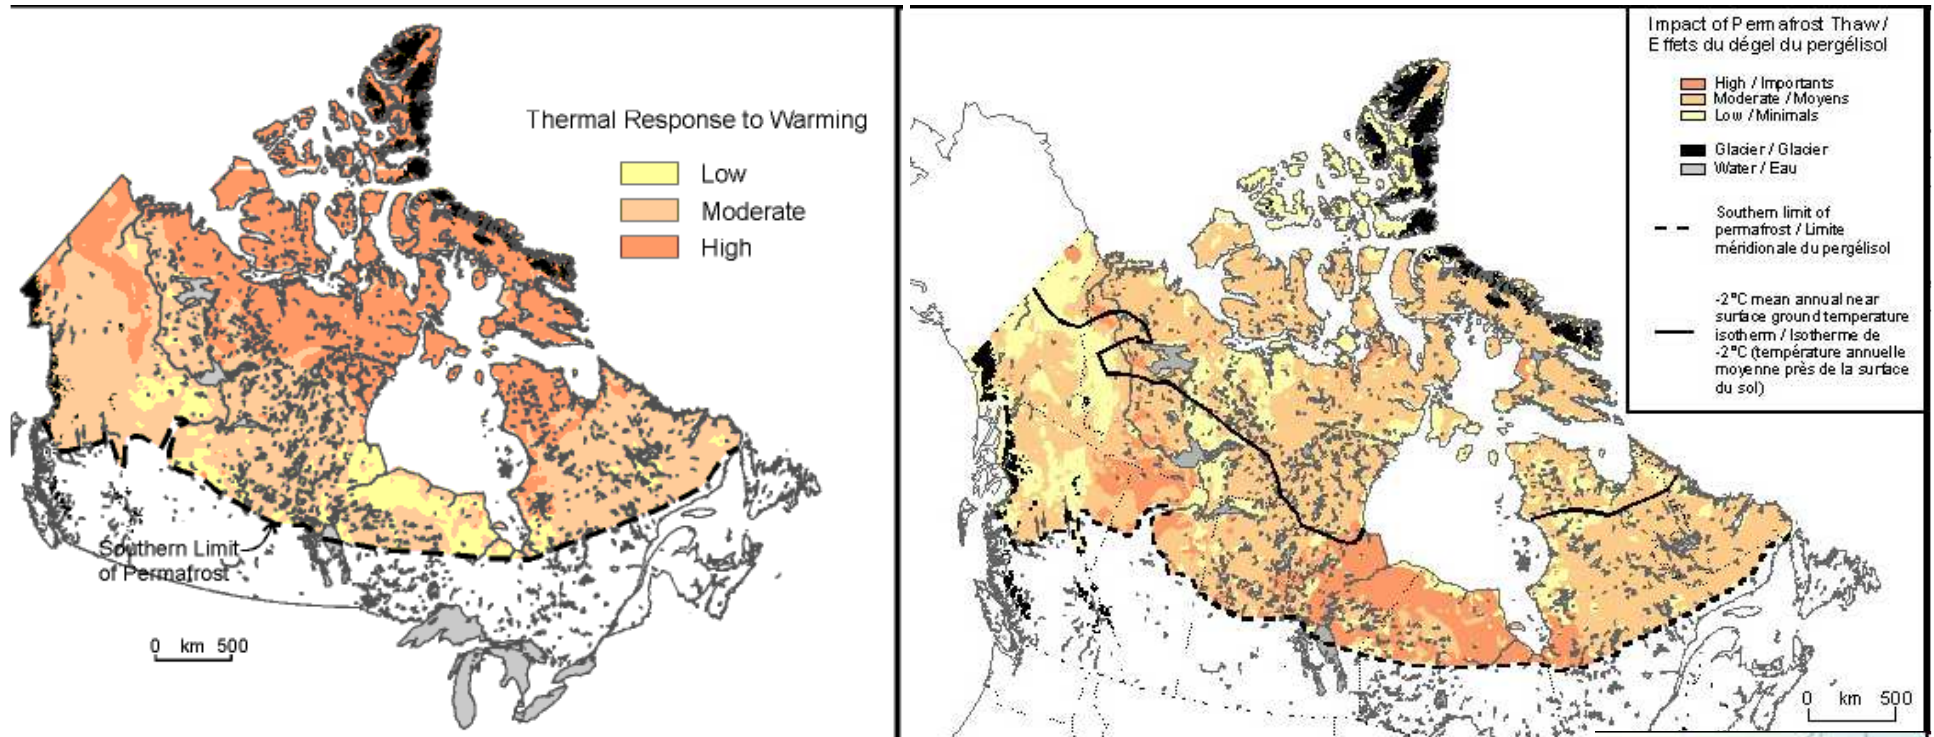 Thermal Response to Warming
Low
Moderate
High
Southern Limit
of Permafrost
0 km 500
Impact of Permafrost Thaw /
Effets du dégel du pergélisol
High / Importants
Moderate / Moyens
Low / Minimals
Glacier / Glacier
Water / Eau
Southern limit of
permafrost / Limite
méridionale du pergélisol
-2°C mean annual near
surface ground temperature
isotherm / Isotherme de
-2°C (température annuelle
moyenne près de la surface
du sol)
0 km 500